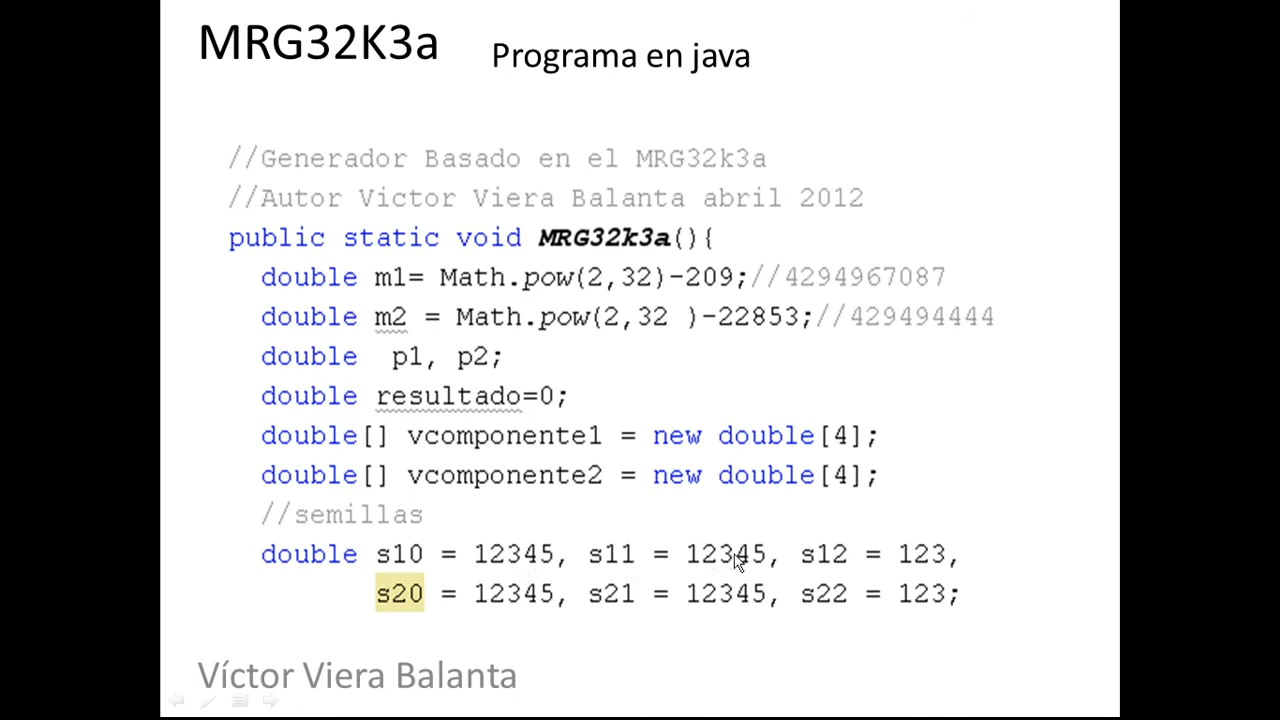 MRG32K3a Programa en java
//Generador Basado en el MRG32k3a
//Autor Victor Viera Balanta abril 2012
public static void MRG32k3a(){
double m1= Math.pow(2,32)-209;//4294967087
double m2 = Math.pow(2,32 )-22853;//429494444
double p1, p2;
double resultado=0;
double[] vcomponente1 = new double[4];
double[] vcomponente2 = new double[4];
//semillas
double s10 = 12345, s11 = 12345, s12 = 123,
s20 = 12345, s21 = 12345, s22 = 123;
Víctor Viera Balanta